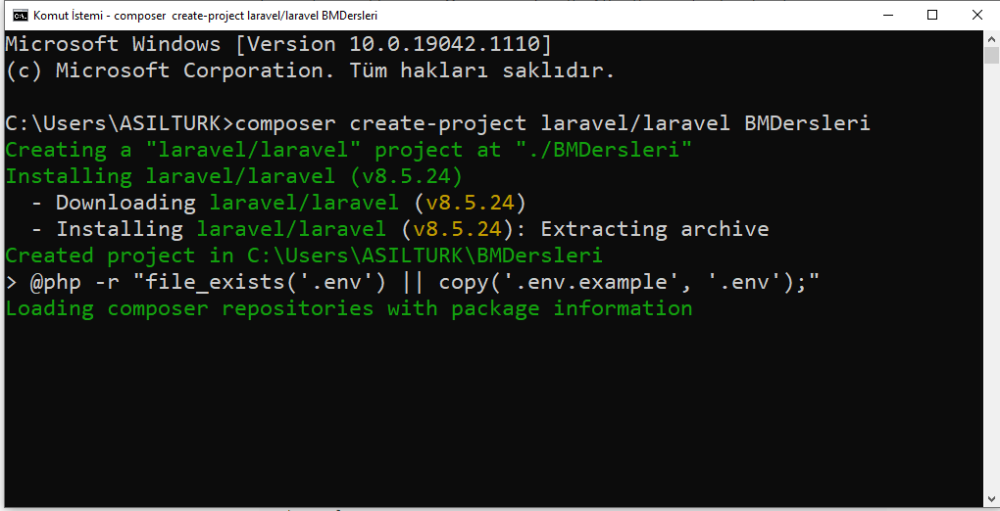 Komut İstemi - composer create-project laravel/laravel BMDersleri
Microsoft Windows [Version 10.0.19042.1110]
(c) Microsoft Corporation. Tüm hakları saklıdır.
C:\Users\ASILTURK>composer create-project laravel/laravel BMDersleri
Creating a "laravel/laravel" project at "./BMDersleri"
Installing laravel/laravel (v8.5.24)
- Downloading laravel/laravel (v8.5.24)
- Installing laravel/laravel (v8.5.24): Extracting archive
Created project in C:\Users\ASILTURK\BMDersleri
> @php -r "file_exists('.env') || copy('.env.example', '.env');"
Loading composer repositories with package information